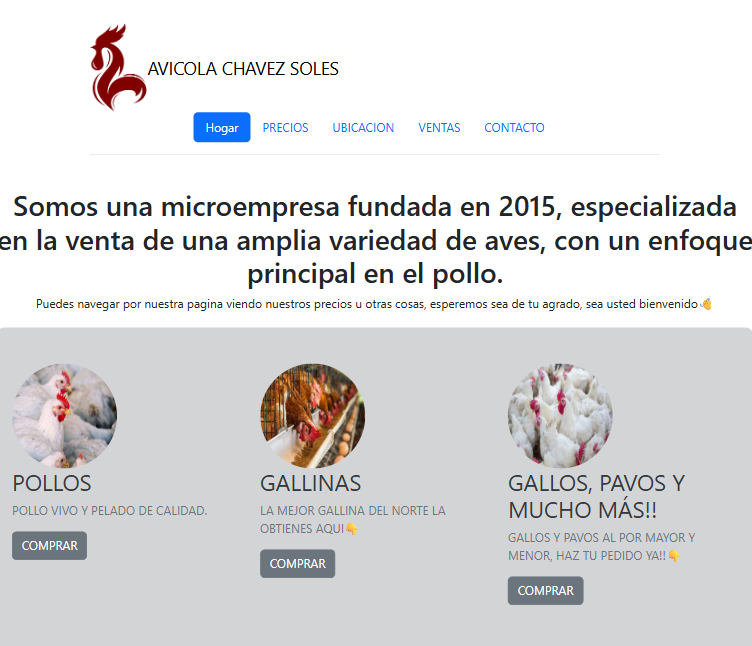 AVICOLA CHAVEZ SOLES
Hogar PRECIOS UBICACION VENTAS CONTACTO
Somos una microempresa fundada en 2015, especializada
en la venta de una amplia variedad de aves, con un enfoque
principal en el pollo.
Puedes navegar por nuestra pagina viendo nuestros precios u otras cosas, esperemos sea de tu agrado, sea usted bienvenido
POLLOS
POLLO VIVO Y PELADO DE CALIDAD.
COMPRAR
GALLINAS
LA MEJOR GALLINA DEL NORTE LA
OBTIENES AQUI👇
COMPRAR
GALLOS, PAVOS Y
MUCHO MÁS!!
GALLOS Y PAVOS AL POR MAYOR Y
MENOR, HAZ TU PEDIDO YA!!👇
COMPRAR